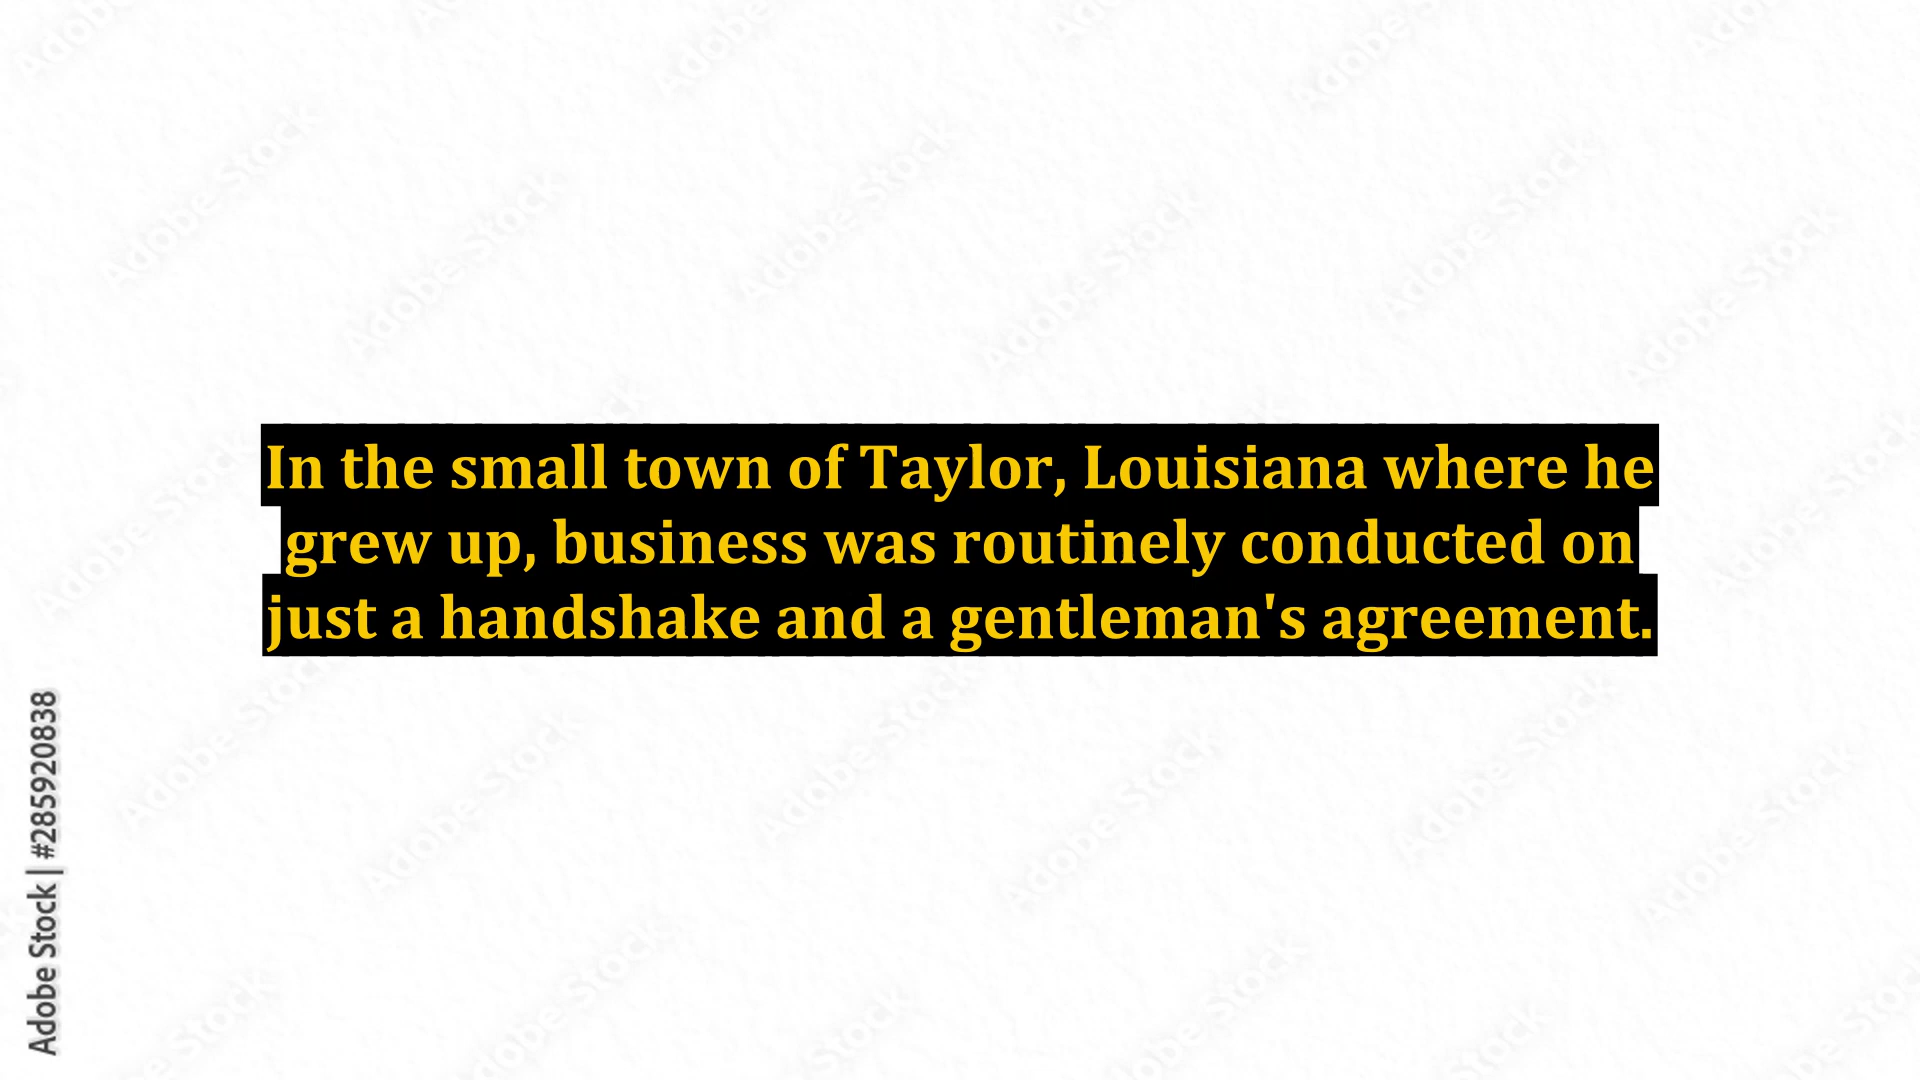 In the small town of Taylor, Louisiana where he
grew up, business was routinely conducted on
just a handshake and a gentleman's agreement.
Adobe Stock | #285920838